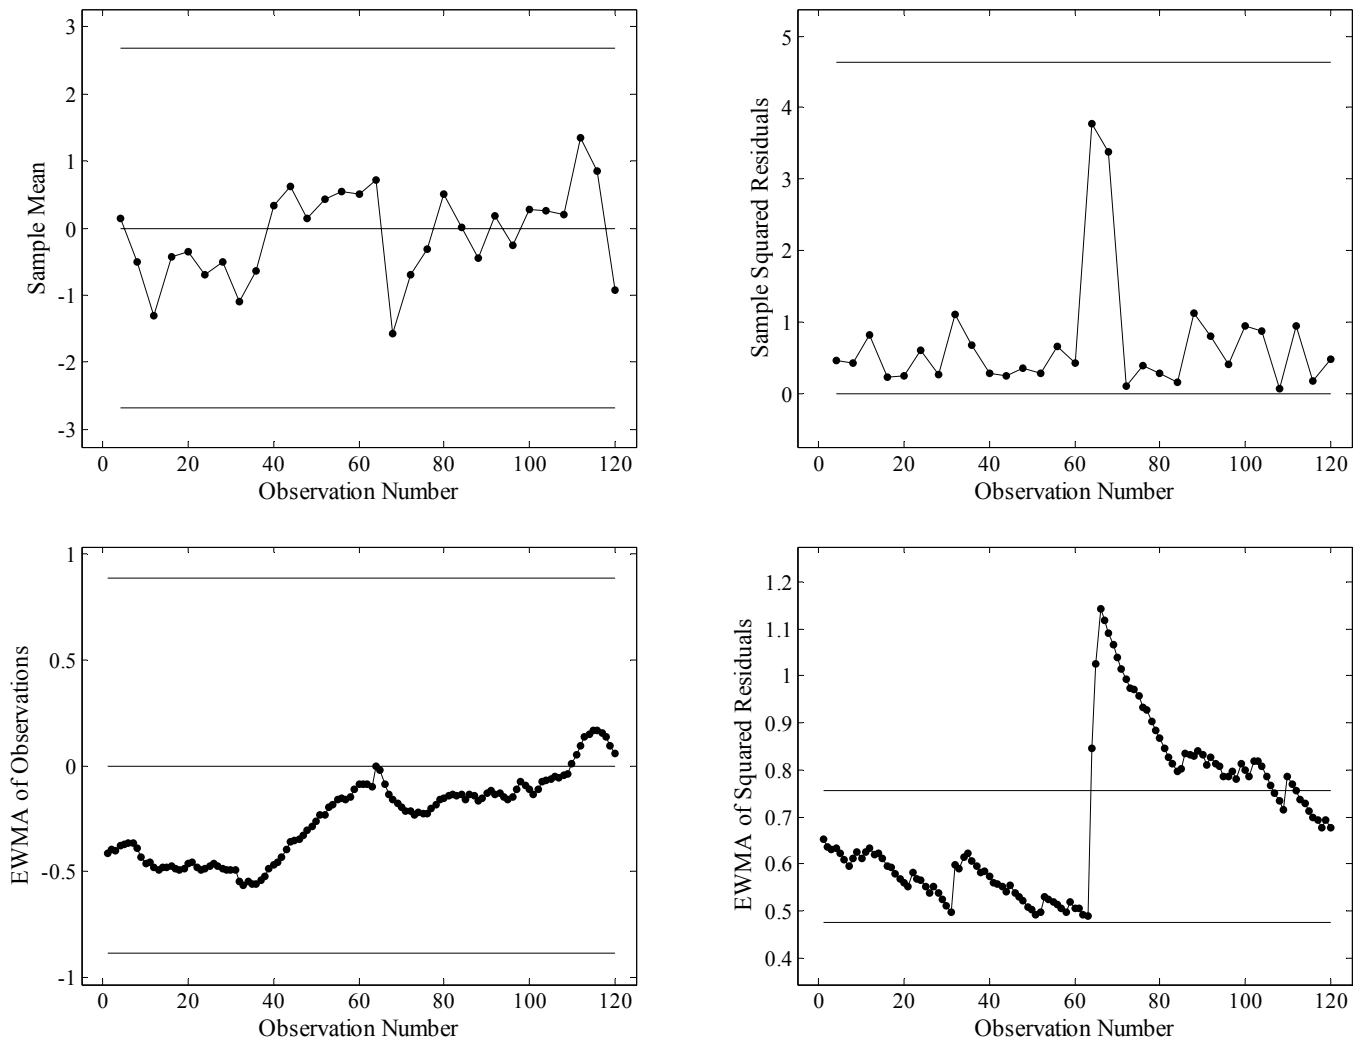 3
2
1
0
-1
-2
-3
Sample Mean
0 20 40 60 80 100 120
Observation Number
5
4
3
2
1
0
Sample Squared Residuals
0 20 40 60 80 100 120
Observation Number
1
0.5
0
-0.5
-1
EWMA of Observations
0 20 40 60 80 100 120
Observation Number
1.2
1.1
1
0.9
0.8
0.7
0.6
0.5
0.4
EWMA of Squared Residuals
0 20 40 60 80 100 120
Observation Number